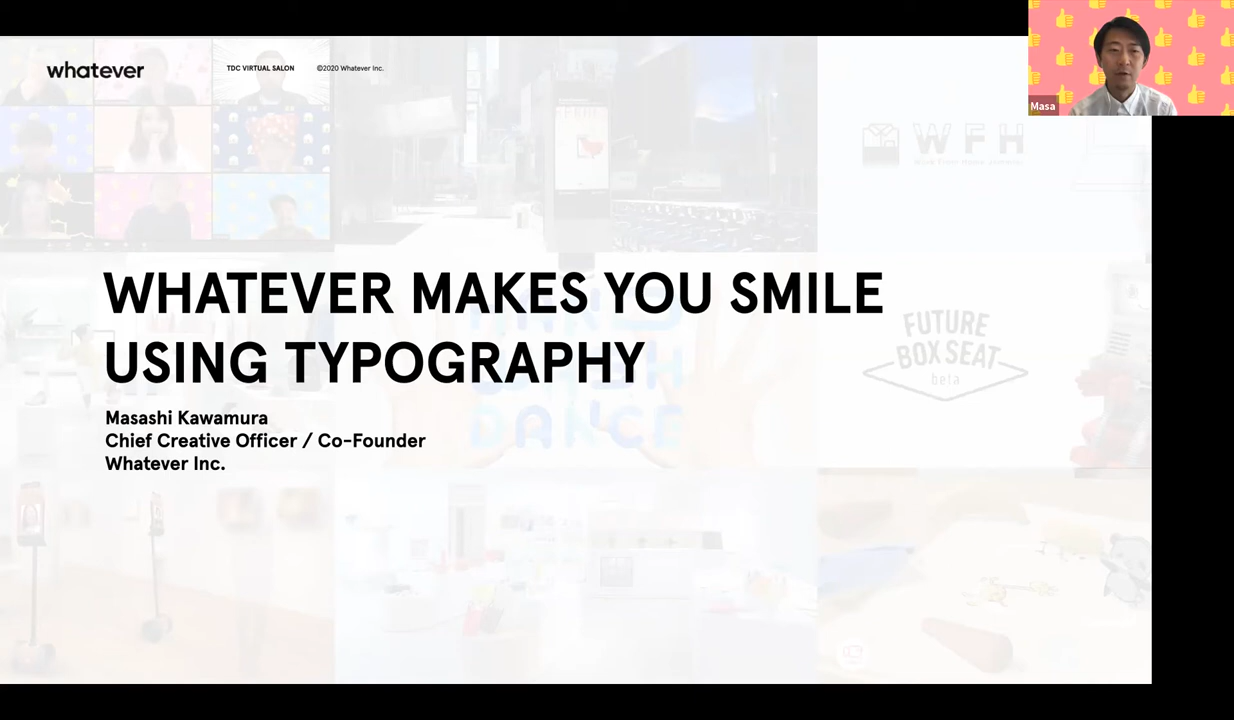 whatever
TDC VIRTUAL SALON
©2020 Whatever Inc.
Masa
WFH
FUTURE
BOX SEAT
beta
WHATEVER MAKES YOU SMILE
USING TYPOGRAPHY
Masashi Kawamura
Chief Creative Officer / Co-Founder
Whatever Inc.
DANCE